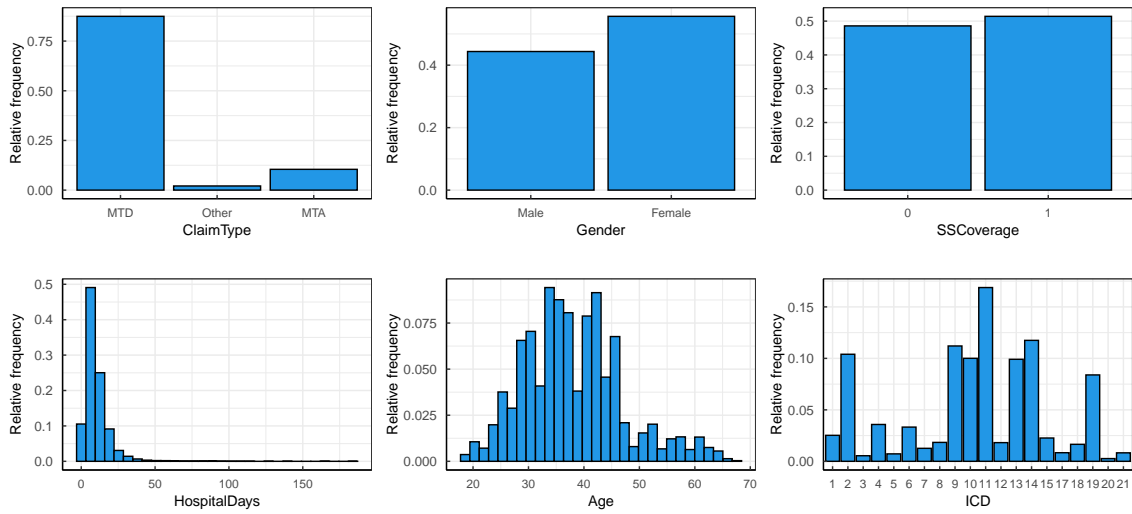 Relative frequency
0.75
0.50
0.25
0.00
MTD Other MTA
ClaimType
Relative frequency
0.4
0.2
0.0
Male Female
Gender
Relative frequency
0.5
0.4
0.3
0.2
0.1
0.0
0 1
SSCoverage
Relative frequency
0.5
0.4
0.3
0.2
0.1
0.0
0 50 100 150
HospitalDays
Relative frequency
0.075
0.050
0.025
0.000
20 30 40 50 60 70
Age
Relative frequency
0.15
0.10
0.05
0.00
1 2 3 4 5 6 7 8 9 10 11 12 13 14 15 17 18 19 20 21
ICD